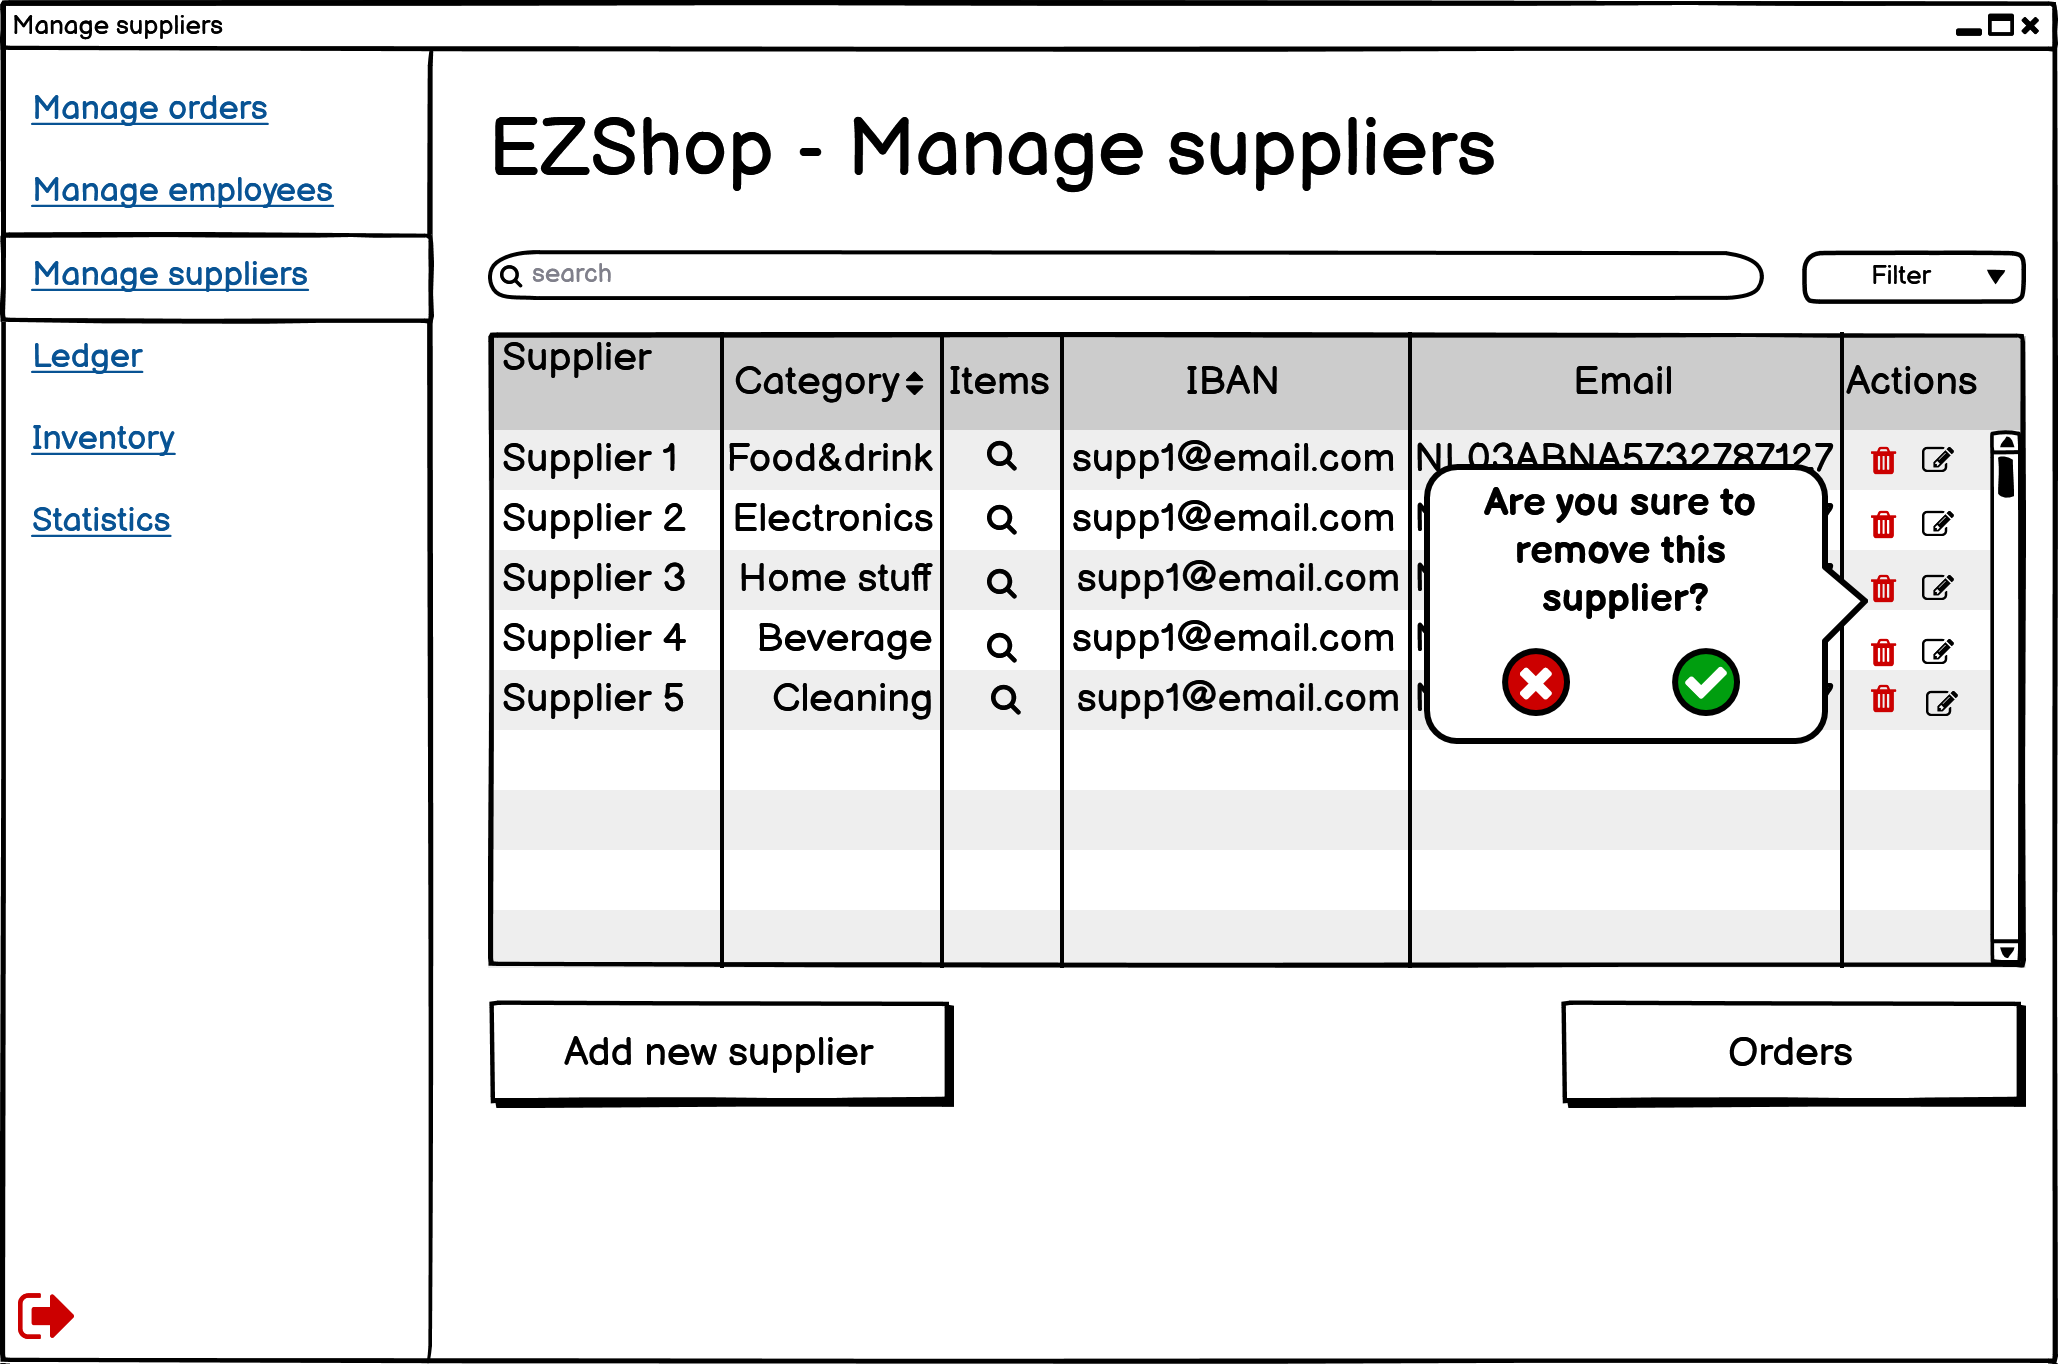 Manage suppliers
Manage orders
Manage employees
Manage suppliers
Ledger
Inventory
Statistics
EZShop - Manage suppliers
search
Filter
Supplier Category Items IBAN Email Actions
Supplier 1 Food&drink supp1@email.com NL03ABNA5732787127
Supplier 2 Electronics supp1@email.com
Supplier 3 Home stuff supp1@email.com
Supplier 4 Beverage supp1@email.com
Supplier 5 Cleaning supp1@email.com
Are you sure to
remove this
supplier?
Add new supplier
Orders